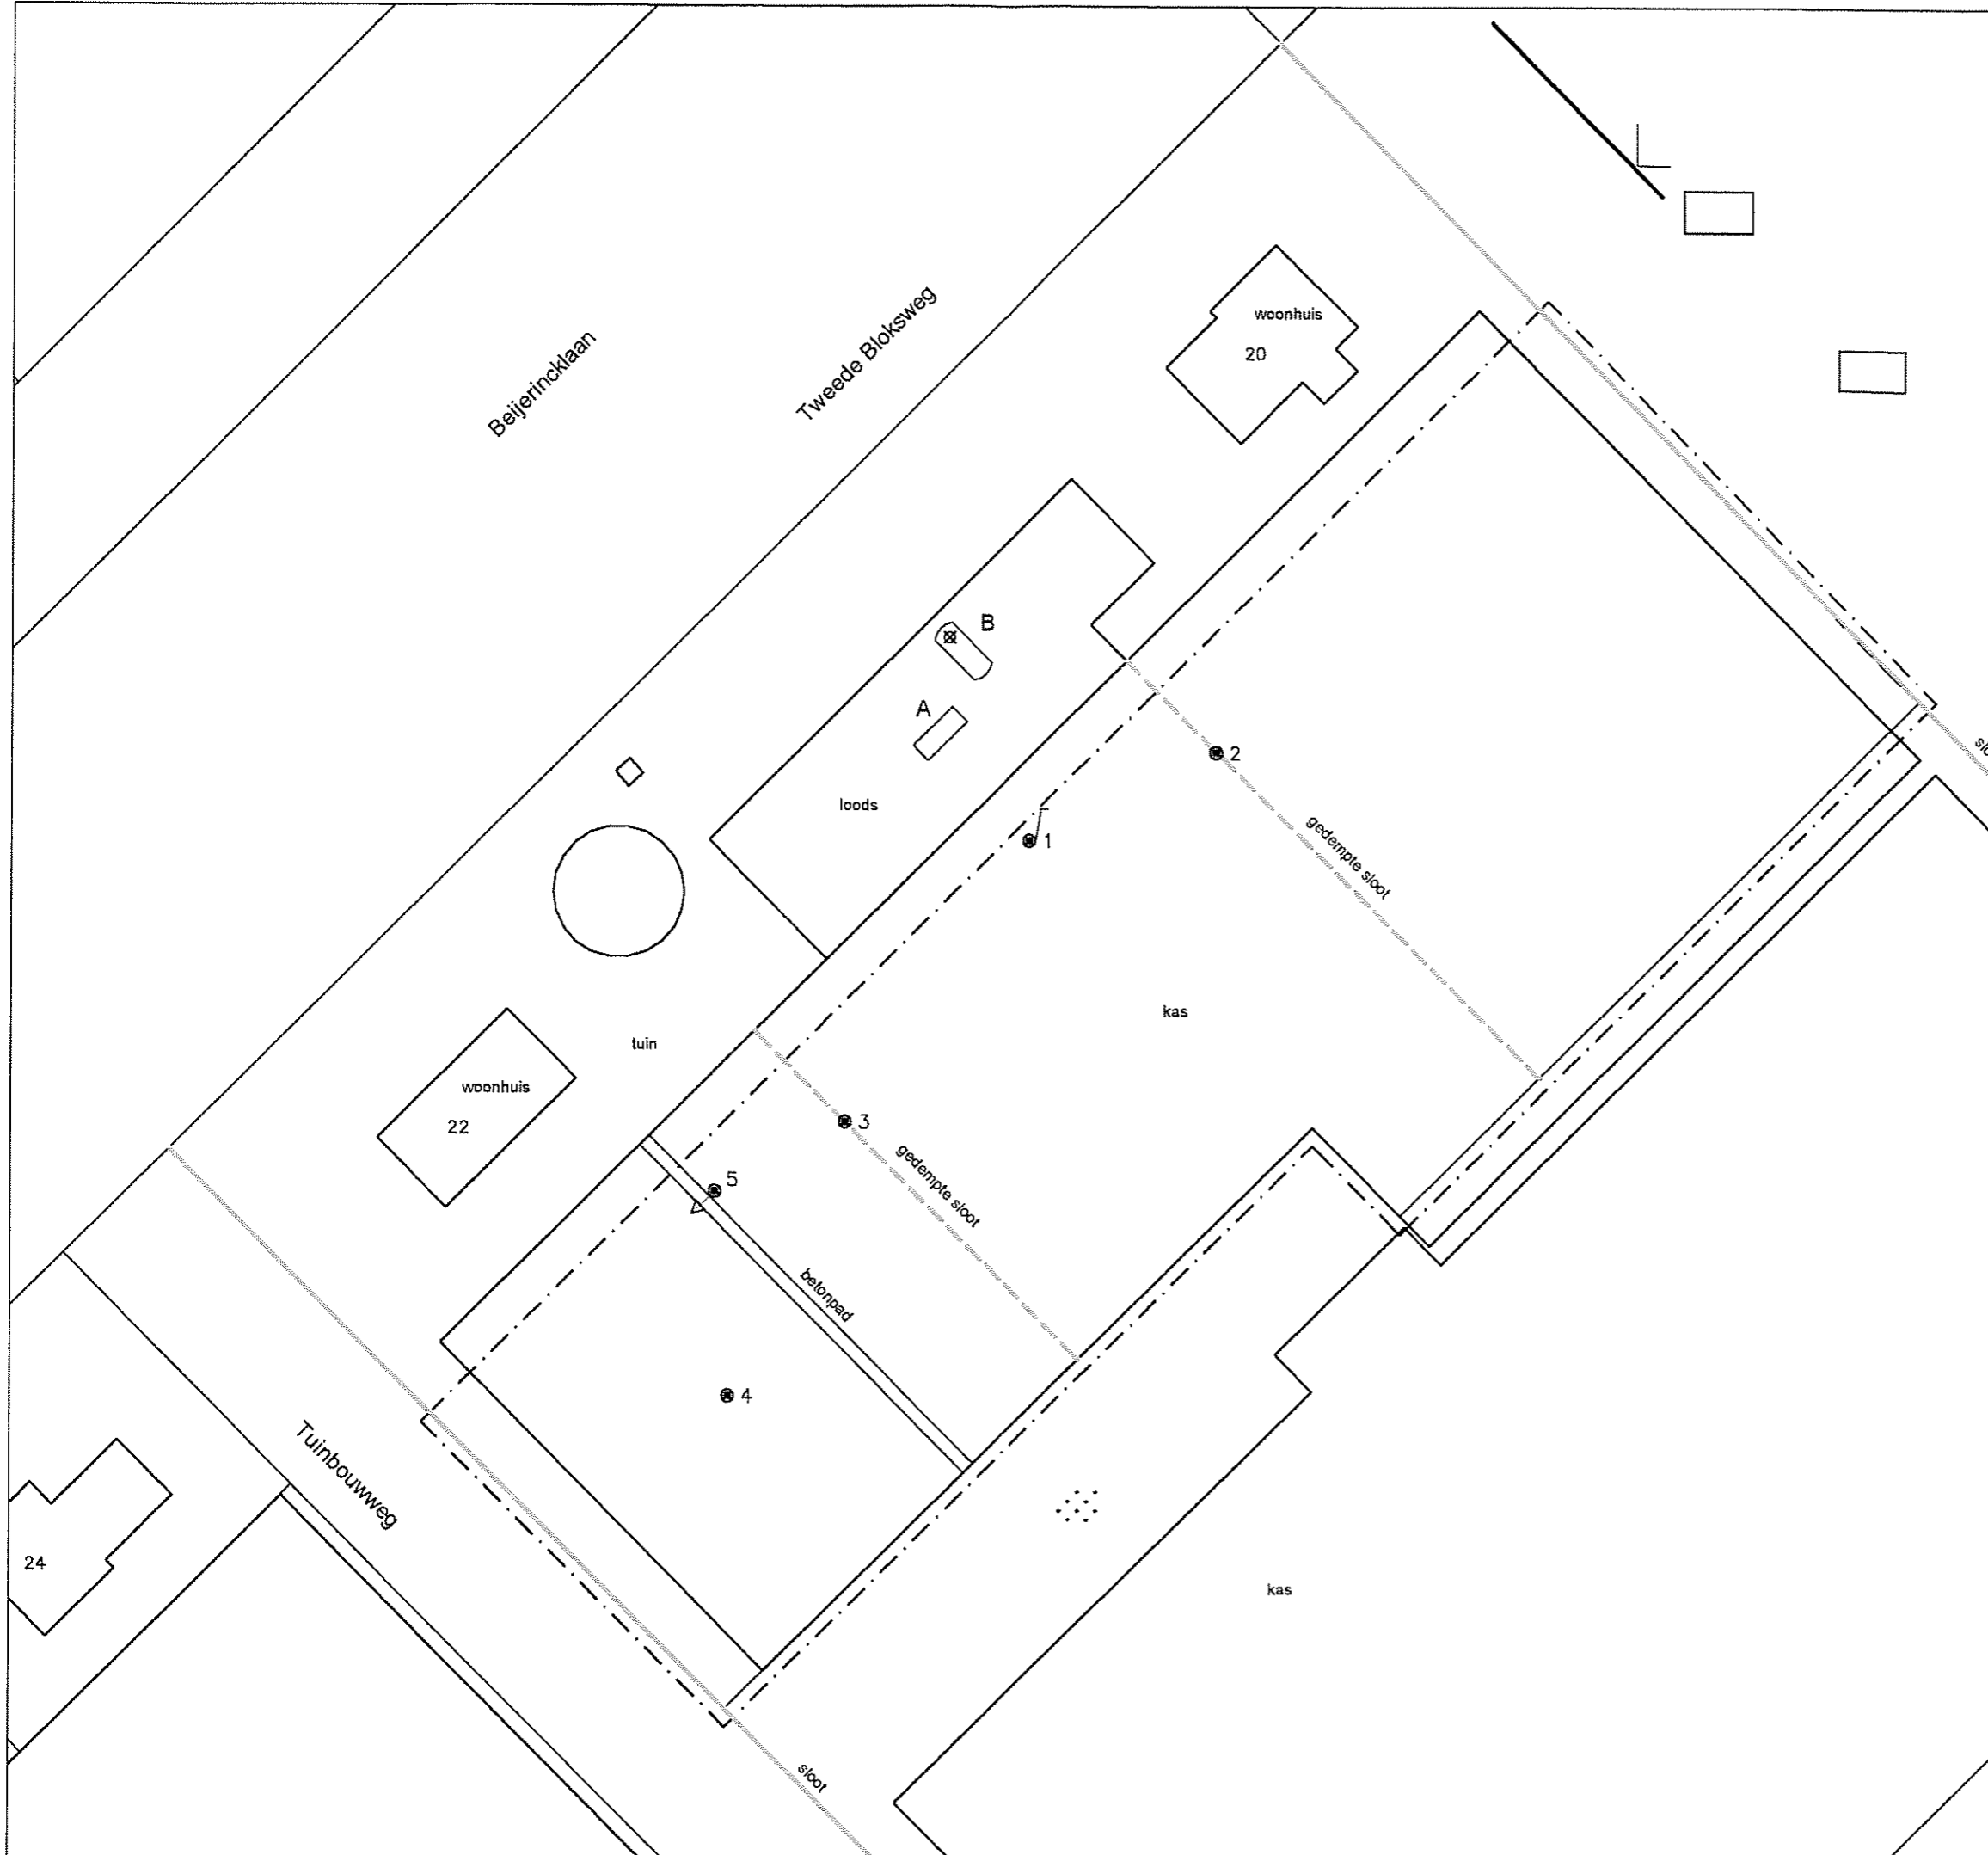 Beijerincklaan
Tweede Bloksweg
woonhuis
20
B
A
loods
2
1
gedempte sloot
kas
tuin
woonhuis
22
3
gedempte sloot
5
betonpad
4
Tuinbouwweg
24
kas
sloot